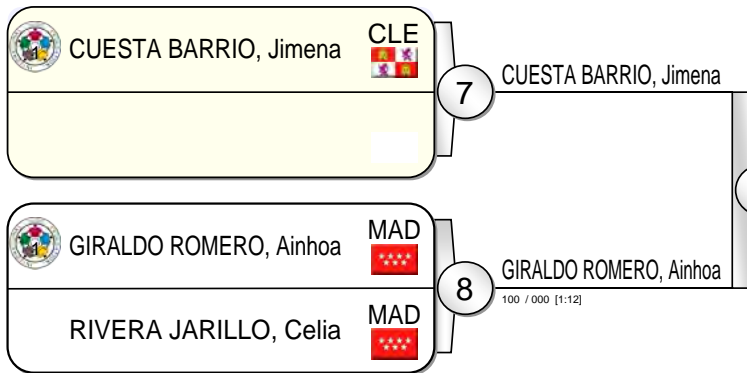 CUESTA BARRIO, Jimena CLE
7
CUESTA BARRIO, Jimena
GIRALDO ROMERO, Ainhoa MAD
RIVERA JARILLO, Celia MAD
8
GIRALDO ROMERO, Ainhoa
100 / 000 [1:12]